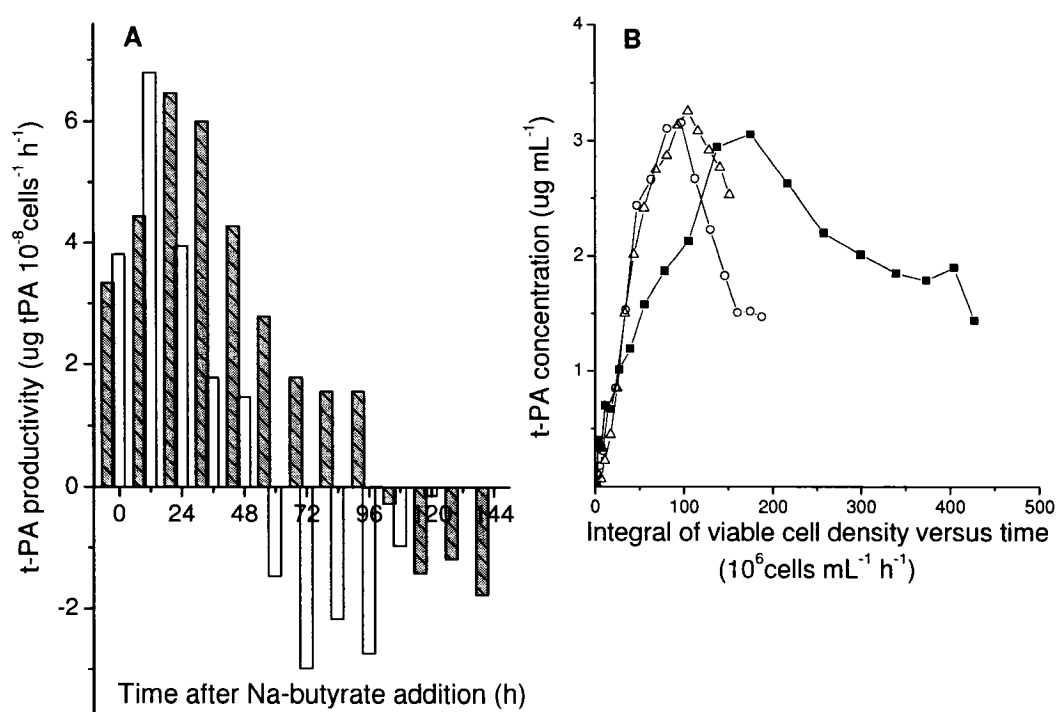 A
t-PA productivity (ug tPA 10⁻⁸cells⁻¹ h⁻¹)
6
4
2
0
-2
0 24 48 72 96 120 144
Time after Na-butyrate addition (h)
B
t-PA concentration (ug mL⁻¹)
4
3
2
1
0 100 200 300 400 500
Integral of viable cell density versus time
(10⁶cells mL⁻¹ h⁻¹)